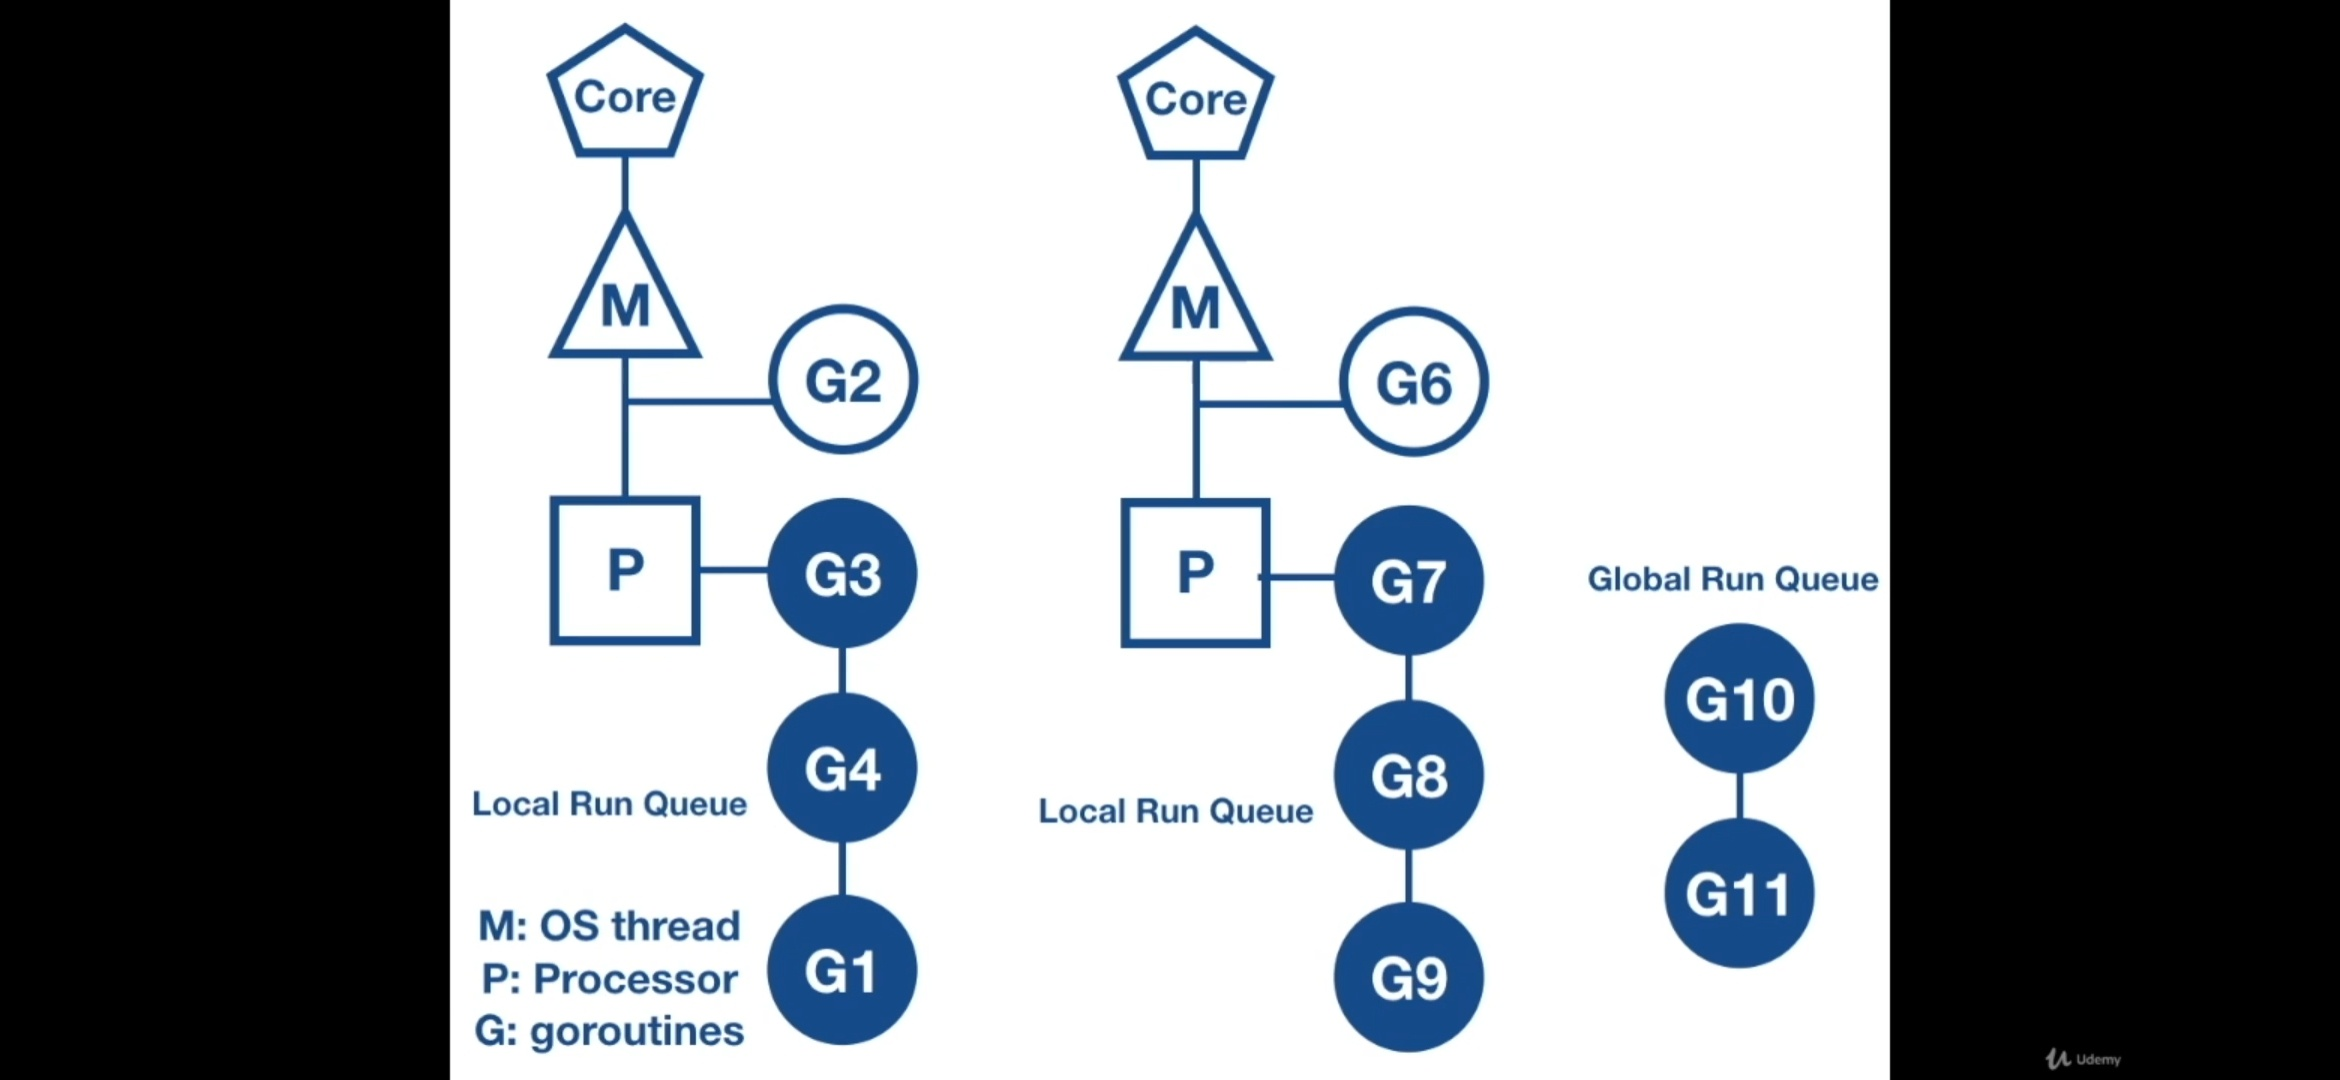 Core
M
G2
P
G3
G4
Local Run Queue
G1
M: OS thread
P: Processor
G: goroutines
Core
M
G6
P
G7
G8
Local Run Queue
G9
Global Run Queue
G10
G11
Udemy